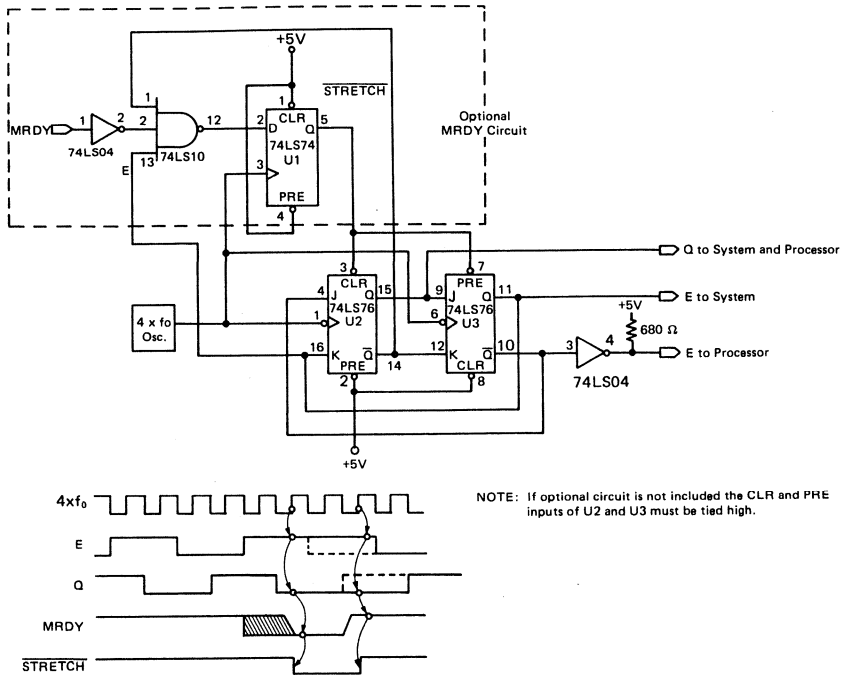 +5V
STRETCH
Optional
MRDY Circuit
1
MRDY 1 2 2 12
74LS04
13 74LS10
E
1
CLR
2 D Q 5
74LS74
3 U1
PRE
4
Q to System and Processor
3 7
4 J CLR Q 15 9 J PRE Q 11
74LS76 74LS76
E to System
4 x fo
Osc.
1 U2 6 U3
+5V
680 Ω
16 K Q 14 12 K Q 10 3 4
E to Processor
PRE CLR
2 8
74LS04
+5V
4xf0
NOTE: If optional circuit is not included the CLR and PRE
inputs of U2 and U3 must be tied high.
E
Q
MRDY
STRETCH